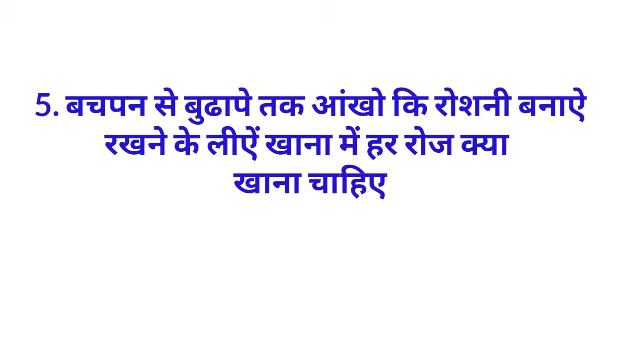 5. बचपन से बुढापे तक आंखो कि रोशनी बनाऐ
रखने के लीऐं खाना में हर रोज क्या
खाना चाहिए